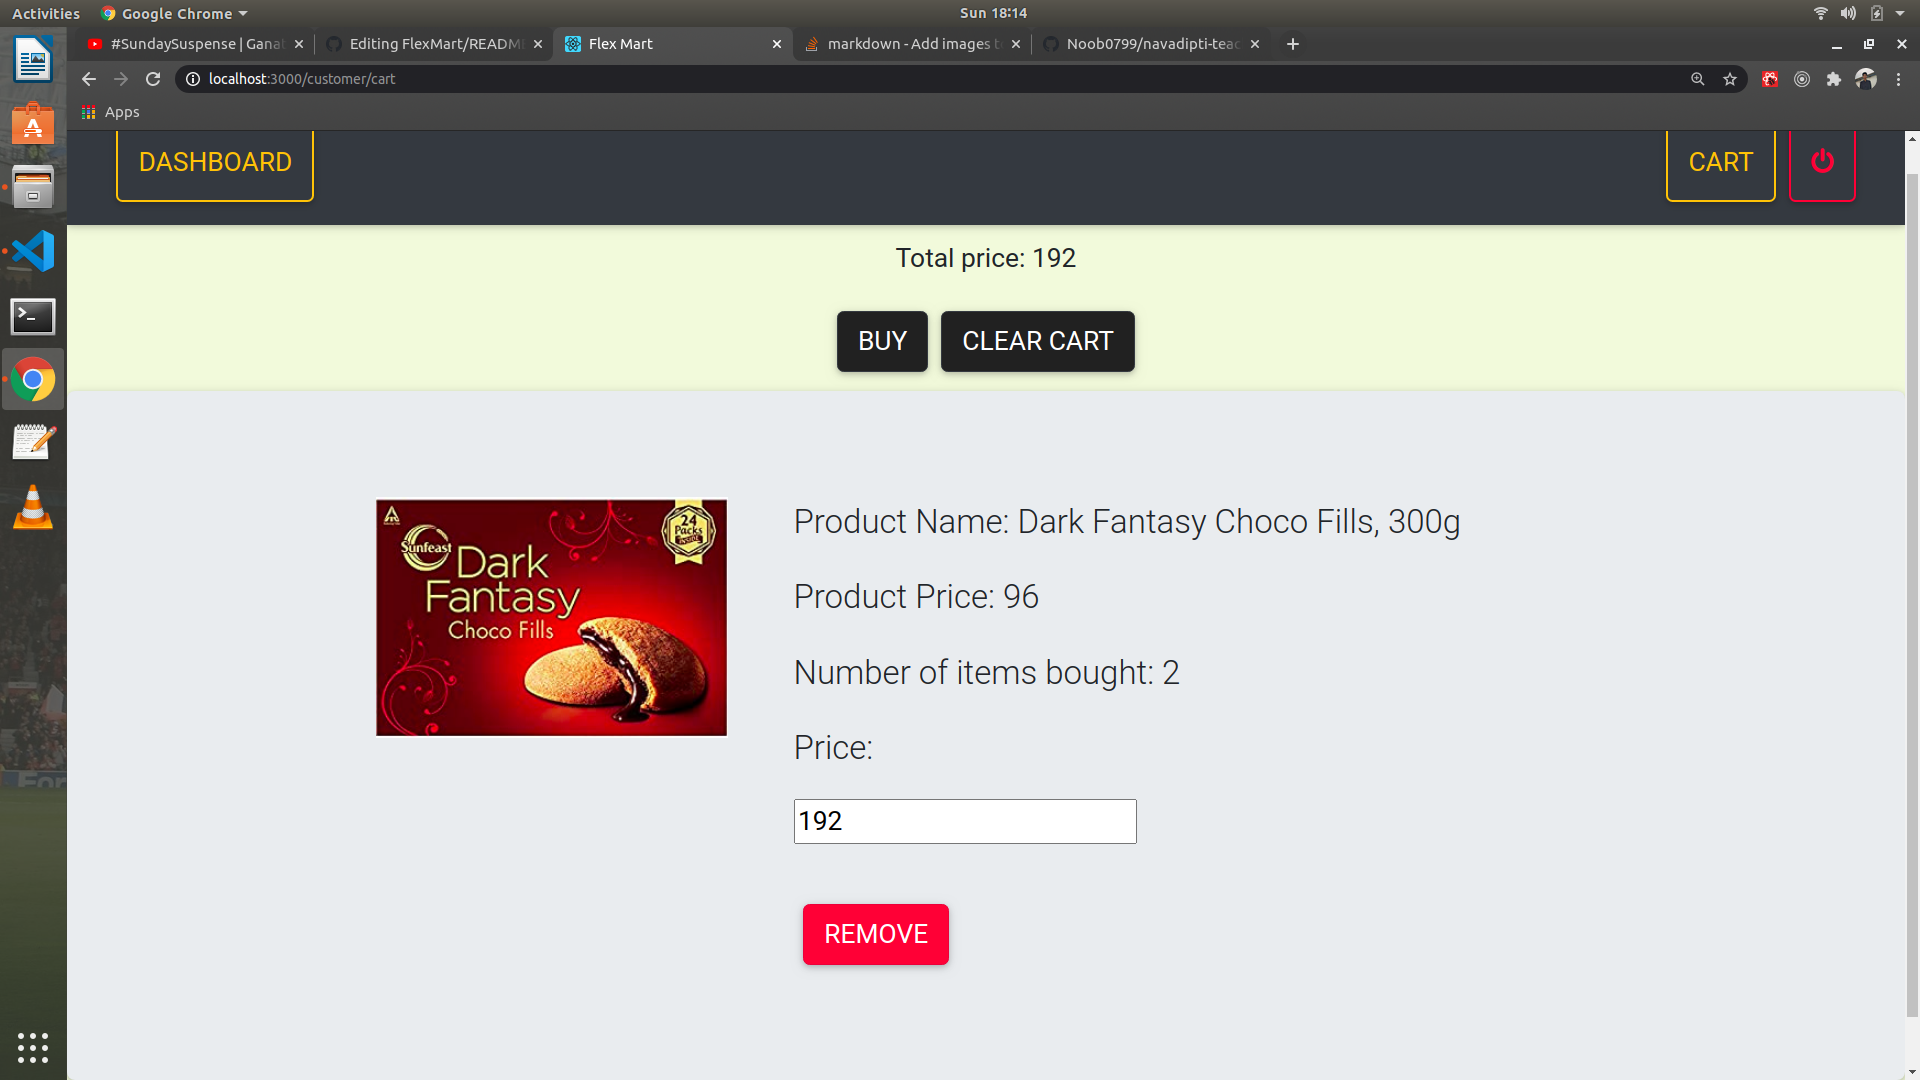 Activities Google Chrome Sun 18:14
#SundaySuspense | Gana Editing FlexMart/READM Flex Mart markdown - Add images t Noob0799/navadipti-teac
localhost:3000/customer/cart
Apps
DASHBOARD CART
Total price: 192
BUY CLEAR CART
24
Packs
INSIDE
Sunfeast
Dark
Fantasy
Choco Fills
Product Name: Dark Fantasy Choco Fills, 300g
Product Price: 96
Number of items bought: 2
Price:
192
REMOVE